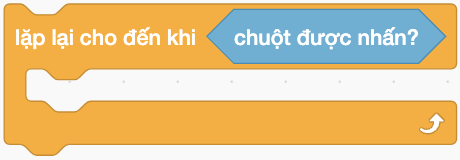 lặp lại cho đến khi chuột được nhấn?